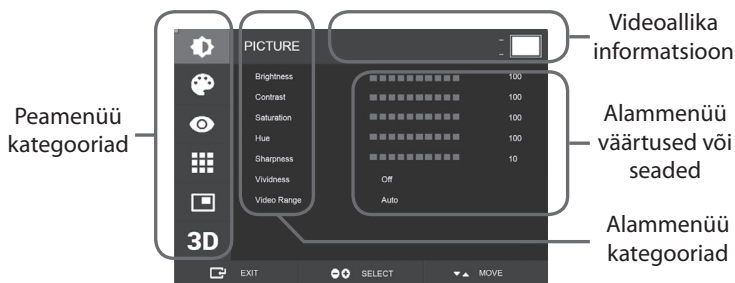 Videoallika
informatsioon
PICTURE
Brightness 100
Contrast 100
Saturation 100
Hue 100
Sharpness 10
Vividness Off
Video Range Auto
3D
EXIT SELECT MOVE
Peamenüü
kategooriad
Alammenüü
väärtused või
seaded
Alammenüü
kategooriad